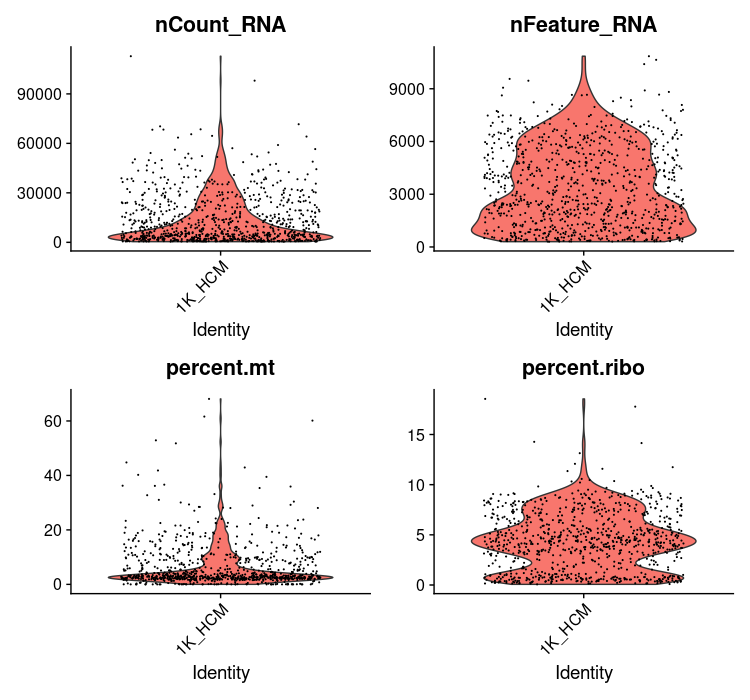 nCount_RNA
90000
60000
30000
0
1K_HCM
Identity
nFeature_RNA
9000
6000
3000
0
1K_HCM
Identity
percent.mt
60
40
20
0
1K_HCM
Identity
percent.ribo
15
10
5
0
1K_HCM
Identity